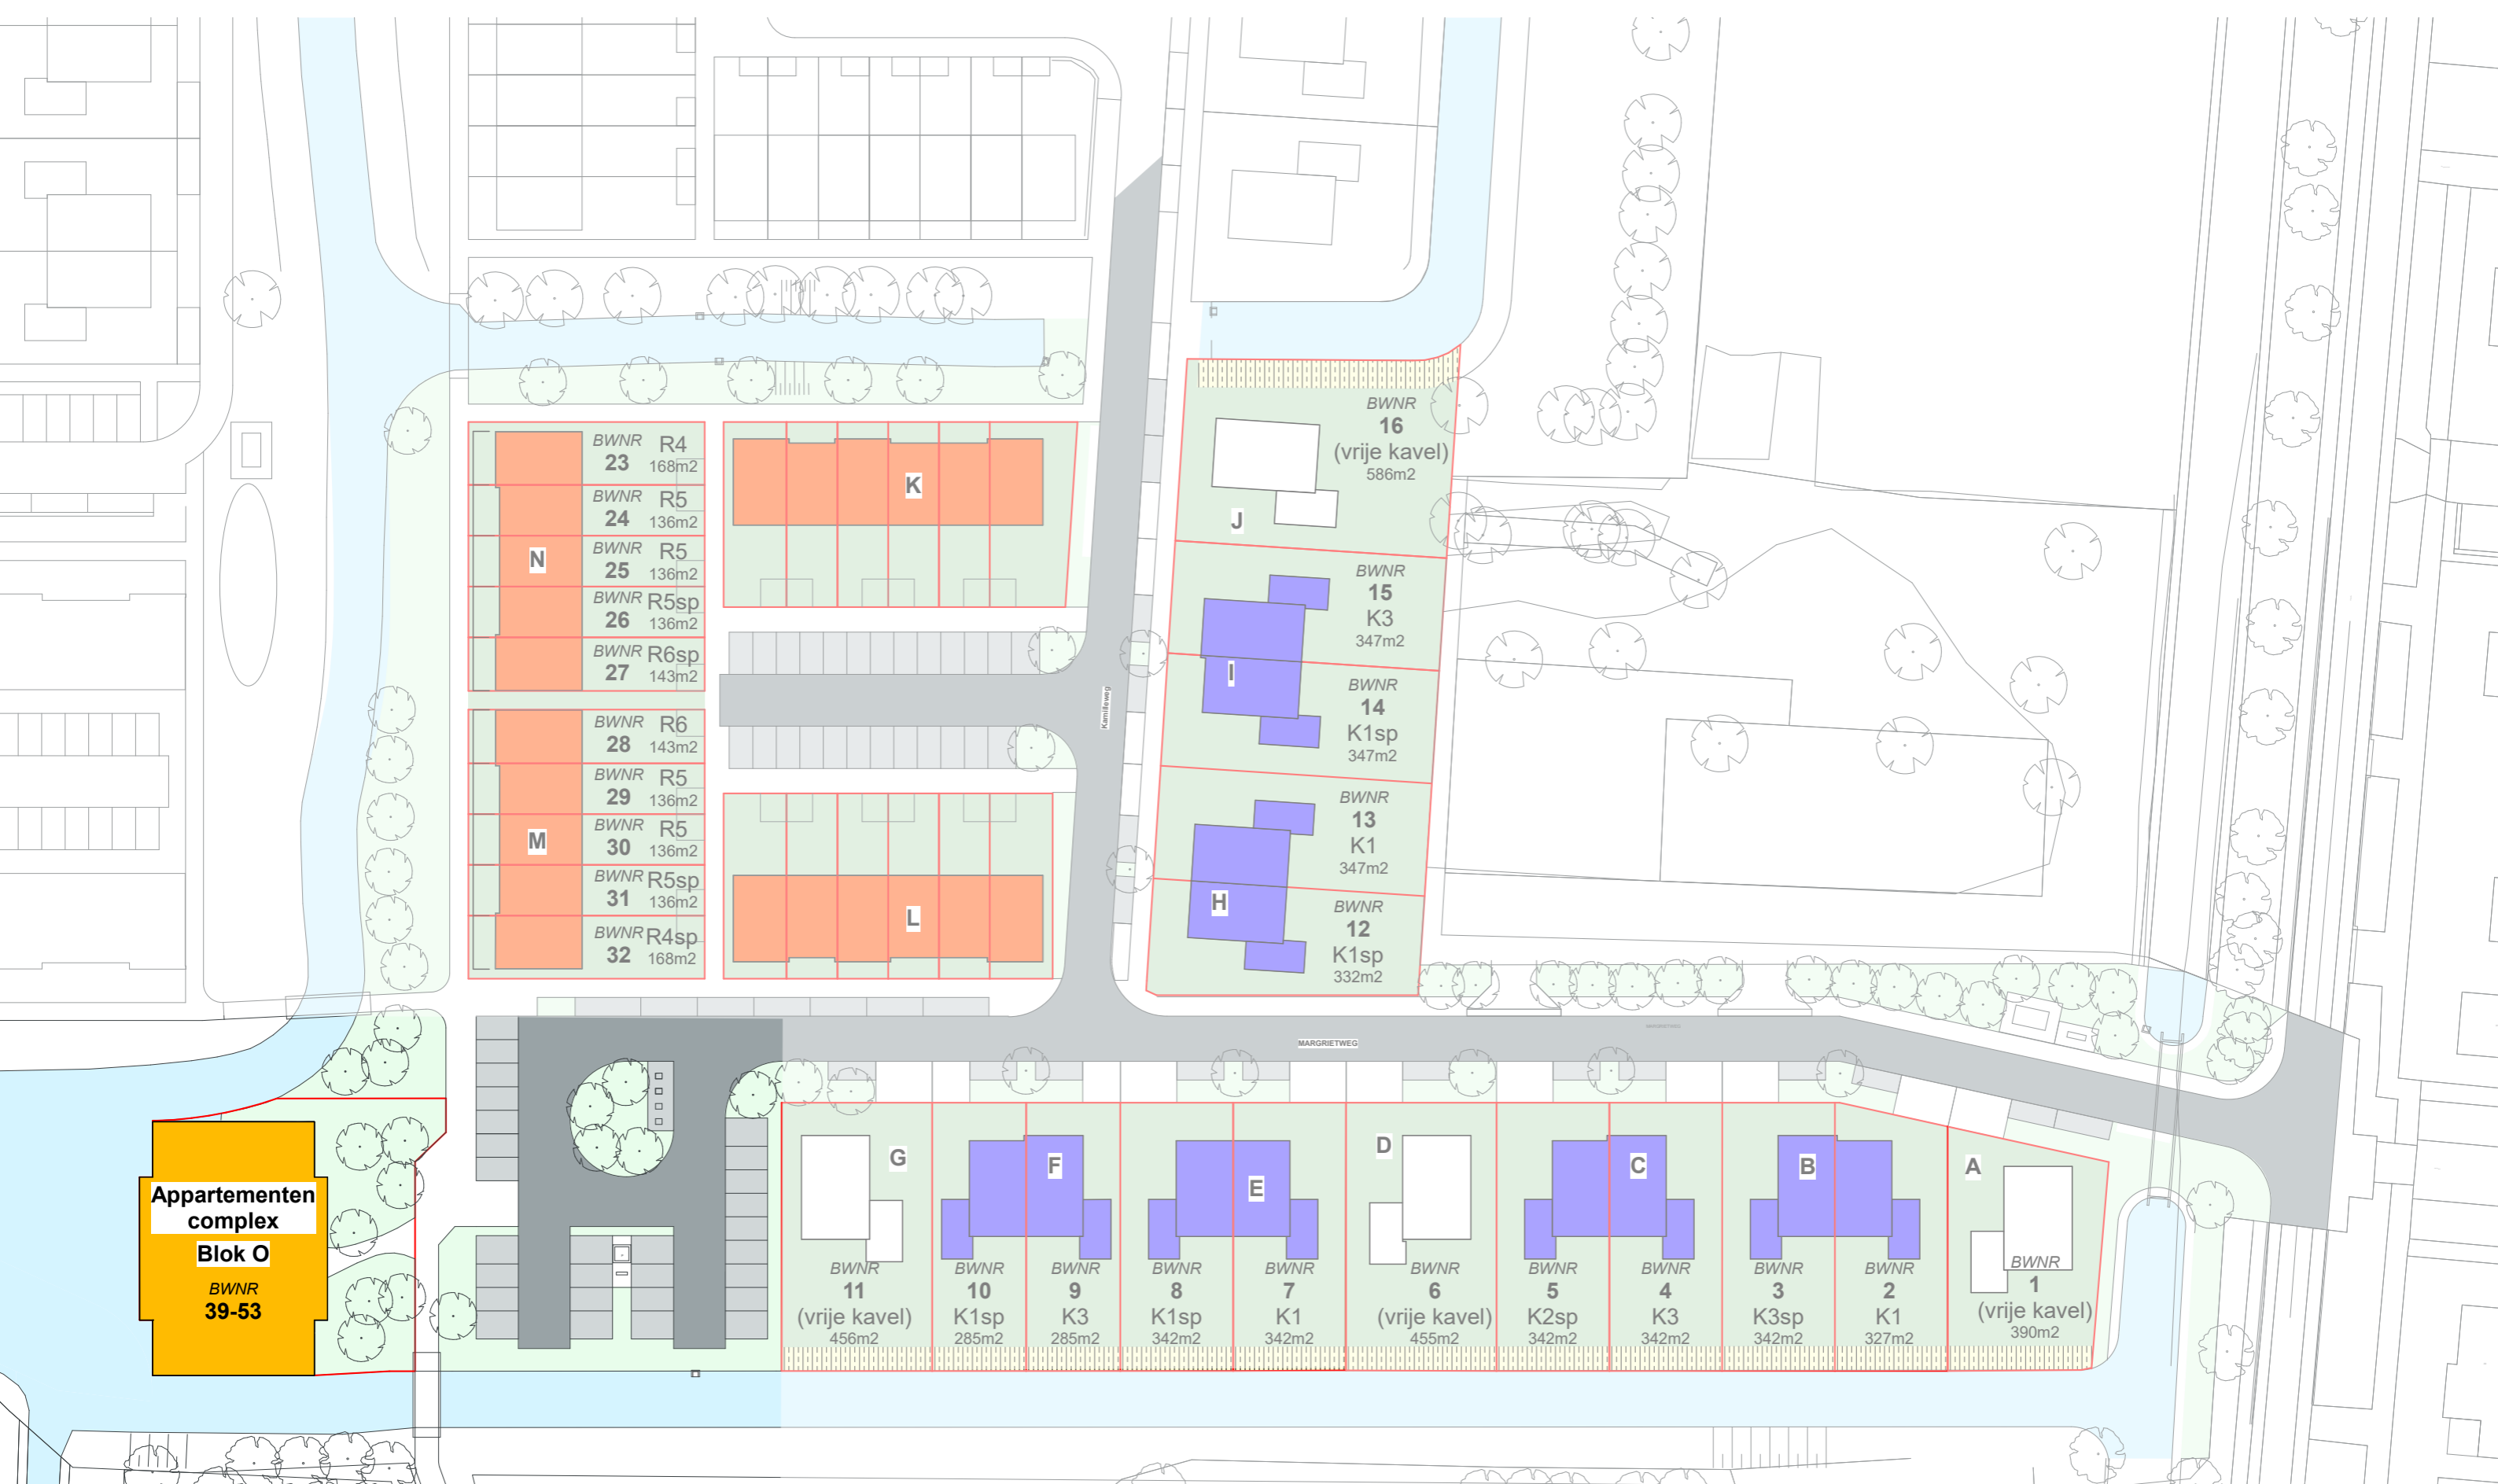 BWNR
16
(vrije kavel)
586m2
J
BWNR
15
K3
347m2
I
BWNR
14
K1sp
347m2
BWNR
13
K1
347m2
H
BWNR
12
K1sp
332m2
BWNR R4
23 168m2
BWNR R5
24 136m2
N
BWNR R5
25 136m2
BWNR R5sp
26 136m2
BWNR R6sp
27 143m2
BWNR R6
28 143m2
BWNR R5
29 136m2
M
BWNR R5
30 136m2
BWNR R5sp
31 136m2
BWNR R4sp
32 168m2
K
L
Kamilleweg
MARGRIETWEG
MARGRIETWEG
Appartementen
complex
Blok O
BWNR
39-53
G
BWNR
11
(vrije kavel)
456m2
F
BWNR
10
K1sp
285m2
BWNR
9
K3
285m2
E
BWNR
8
K1sp
342m2
BWNR
7
K1
342m2
D
BWNR
6
(vrije kavel)
455m2
C
BWNR
5
K2sp
342m2
BWNR
4
K3
342m2
B
BWNR
3
K3sp
342m2
BWNR
2
K1
327m2
A
BWNR
1
(vrije kavel)
390m2